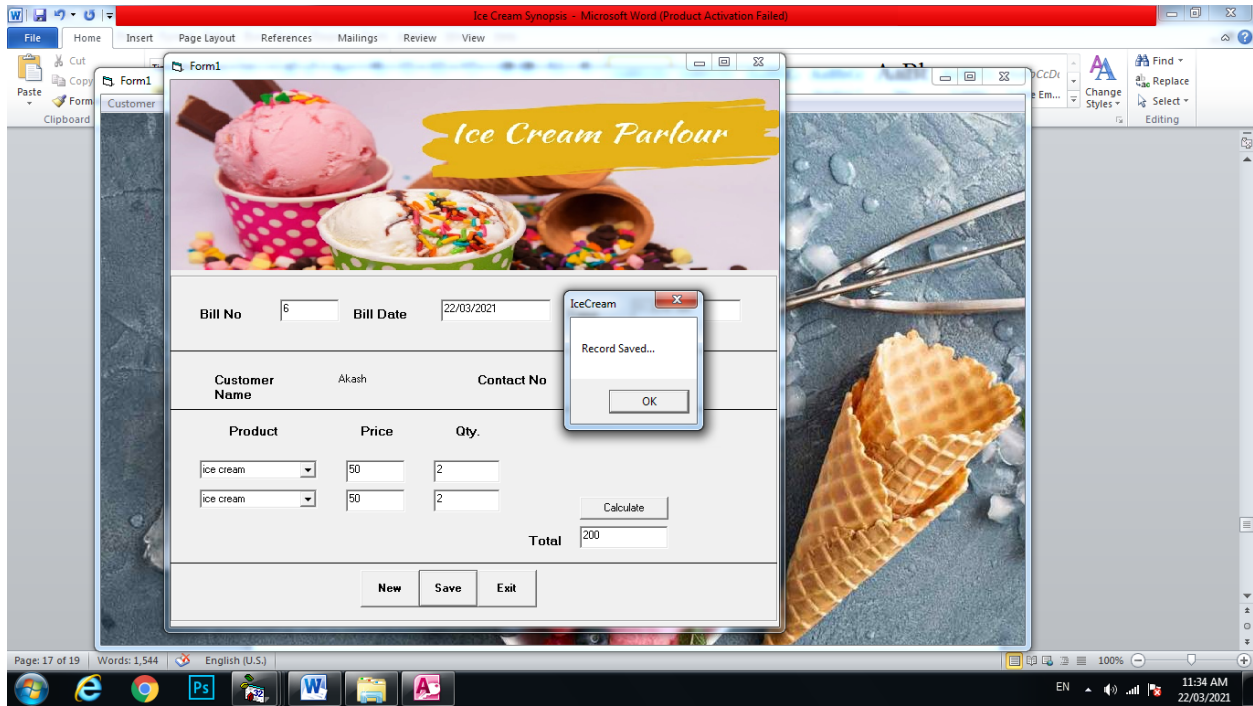 Ice Cream Synopsis - Microsoft Word (Product Activation Failed)
File Home Insert Page Layout References Mailings Review View
Cut
Copy
Paste
Form
Clipboard
Find
Replace
Select
Change
Styles
Editing
Form1
Customer
Form1
Ice Cream Parlour
Bill No 6 Bill Date 22/03/2021
Customer
Name
Akash Contact No
IceCream
Record Saved...
OK
Product Price Qty.
ice cream 50 2
ice cream 50 2
Calculate
Total 200
New Save Exit
Page: 17 of 19 Words: 1,544 English (U.S.) 100%
Ps
EN
11:34 AM
22/03/2021